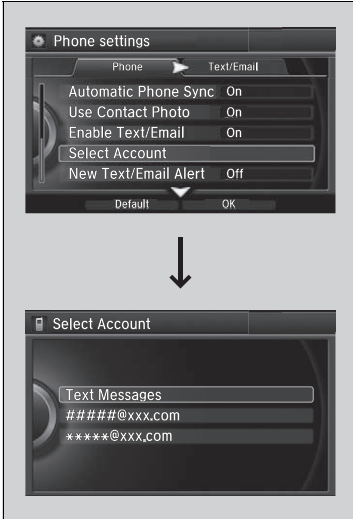 Phone settings
Phone Text/Email
Automatic Phone Sync On
Use Contact Photo On
Enable Text/Email On
Select Account
New Text/Email Alert Off
Default OK
Select Account
Text Messages
#####@xxx.com
*****@xxx.com